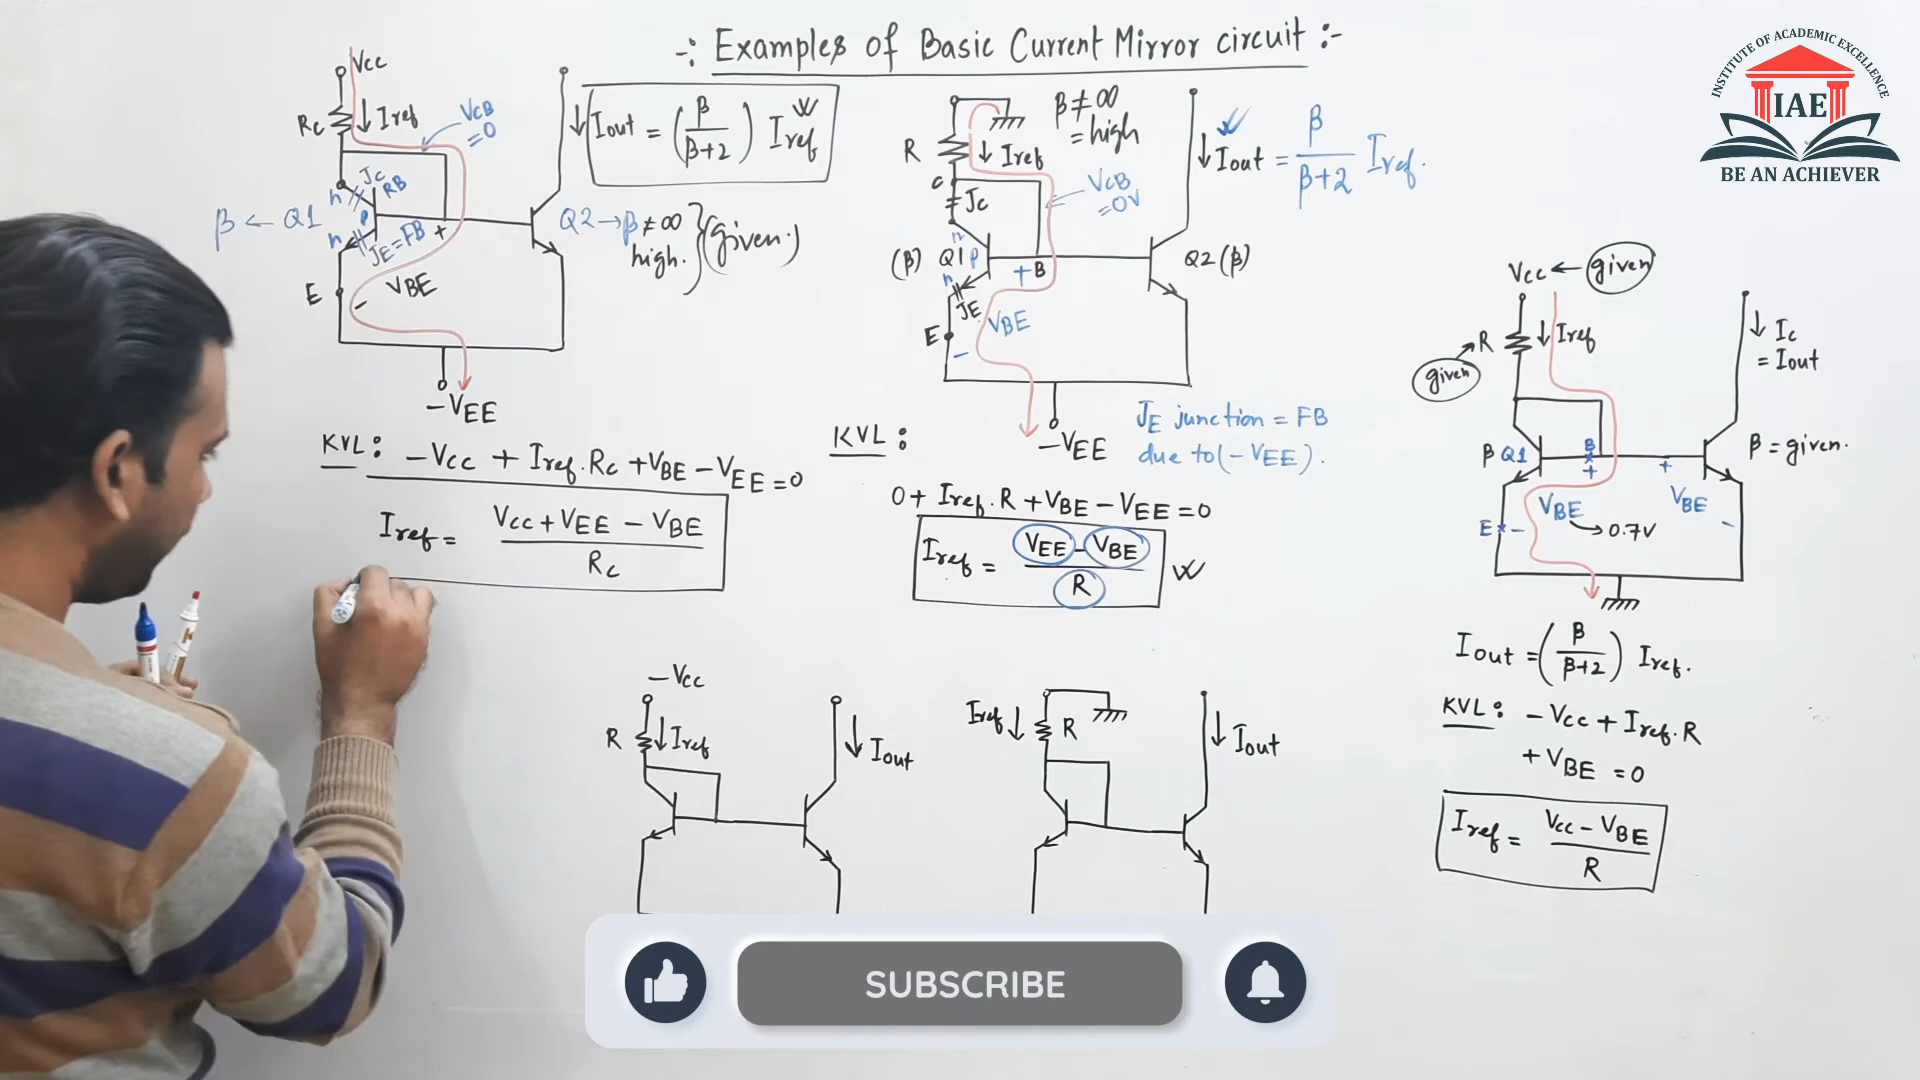 -: Examples of Basic Current Mirror circuit :-
INSTITUTE OF ACADEMIC EXCELLENCE
IAE
BE AN ACHIEVER
Vcc
Rc
Iref
VCB
=0
Iout = (β/β+2) Iref
JC
RB
n
p
n
β ← Q1
JE=FB
+
Q2→β≠∞
high.
}(given.)
E
-
VBE
-VEE
KVL: -Vcc + Iref.Rc +VBE -VEE=0
Iref= Vcc+VEE - VBE
Rc
β≠∞
=high
R
Iref
Iout = β/β+2 Iref.
C
JC
VCB
=0V
n
(β) Q1
p
n
+B
Q2(β)
JE
VBE
E
-
-VEE
JE junction = FB
due to (-VEE).
KVL:
0+ Iref.R +VBE -VEE=0
Iref = VEE-VBE
R
Vcc ← given
R
given
Iref
Ic
= Iout
β Q1
B
+
+
β = given.
VBE
0.7V
VBE
-
E
-
Iout =(β/β+2) Iref.
KVL: -Vcc + Iref.R
+VBE =0
Iref = Vcc-VBE
R
-Vcc
R
Iref
Iout
Iref
R
Iout
SUBSCRIBE